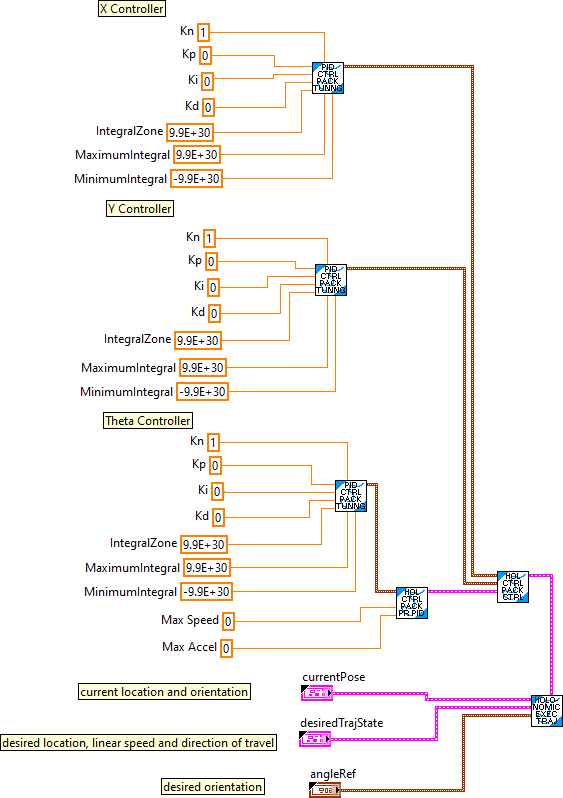 X Controller
Kn 1
Kp 0
Ki 0
Kd 0
IntegralZone 9.9E+30
MaximumIntegral 9.9E+30
MinimumIntegral -9.9E+30
PID
CTRL
PACK
TUNNG
Y Controller
Kn 1
Kp 0
Ki 0
Kd 0
IntegralZone 9.9E+30
MaximumIntegral 9.9E+30
MinimumIntegral -9.9E+30
PID
CTRL
PACK
TUNNG
Theta Controller
Kn 1
Kp 0
Ki 0
Kd 0
IntegralZone 9.9E+30
MaximumIntegral 9.9E+30
MinimumIntegral -9.9E+30
PID
CTRL
PACK
TUNNG
Max Speed 0
Max Accel 0
HOL
CTRL
PACK
PR.PID
HOL
CTRL
PACK
CTRL
current location and orientation
currentPose
desired location, linear speed and direction of travel
desiredTrajState
desired orientation
angleRef
HOLO
NOMIC
EXEC
TRAJ